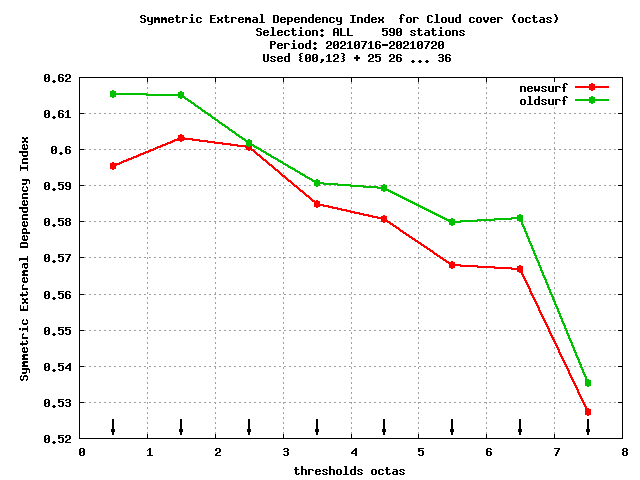 Symmetric Extremal Dependency Index  for Cloud cover (octas)
Selection: ALL    590 stations
Period: 20210716-20210720
Used {00,12} + 25 26 ... 36
newsurf
oldsurf
Symmetric Extremal Dependency Index
0,62
0,61
0,6
0,59
0,58
0,57
0,56
0,55
0,54
0,53
0,52
0 1 2 3 4 5 6 7 8
thresholds octas